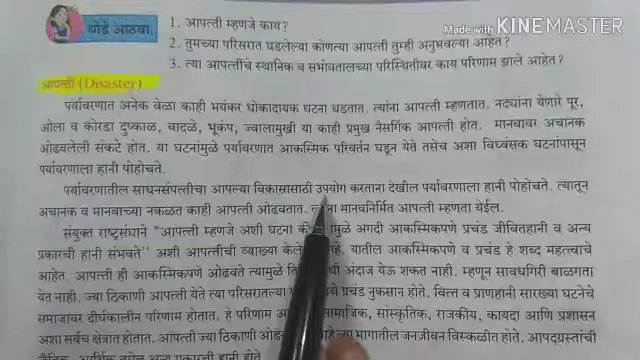 थोडे आठवा.
1. आपत्ती म्हणजे काय?
2. तुमच्या परिसरात घडलेल्या कोणत्या आपत्ती तुम्ही अनुभवल्या आहेत?
3. त्या आपत्तींचे स्थानिक व सभोवतालच्या परिस्थितीवर काय परिणाम झाले आहेत?
Made with KINEMASTER
आपत्ती (Disaster)
पर्यावरणात अनेक वेळा काही भयंकर धोकादायक घटना घडतात. त्यांना आपत्ती म्हणतात. नद्यांना येणारे पूर,
ओला व कोरडा दुष्काळ, वादळे, भूकंप, ज्वालामुखी या काही प्रमुख नैसर्गिक आपत्ती होत. मानवावर अचानक
ओढवलेली संकटे होत. या घटनांमुळे पर्यावरणात आकस्मिक परिवर्तन घडून येते तसेच अशा विध्वंसक घटनांपासून
पर्यावरणाला हानी पोहोचते.
पर्यावरणातील साधनसंपत्तीचा आपल्या विकासासाठी उपयोग करताना देखील पर्यावरणाला हानी पोहोचते. त्यातून
अचानक व मानवाच्या नकळत काही आपत्ती ओढवतात. मानवनिर्मित आपत्ती म्हणता येईल.
संयुक्त राष्ट्रसंघाने "आपत्ती म्हणजे अशी घटना की अगदी आकस्मिकपणे प्रचंड जीवितहानी व अन्य
प्रकारची हानी संभवते'' अशी आपत्तीची व्याख्या केलेली यातील आकस्मिकपणे व प्रचंड हे शब्द महत्त्वाचे
आहेत. आपत्ती ही आकस्मिकपणे ओढवते त्यामुळे अंदाज येऊ शकत नाही. म्हणून सावधगिरी बाळगता
येत नाही. ज्या ठिकाणी आपत्ती येते त्या परिसरातल्या प्रचंड नुकसान होते. वित्त व प्राणहानी सारख्या घटनेचे
समाजावर दीर्घकालीन परिणाम होतात. हे परिणाम सामाजिक, सांस्कृतिक, राजकीय, कायदा आणि प्रशासन
अशा सर्वच क्षेत्रात होतात. आपत्ती ज्या ठिकाणी भागातील जनजीवन विस्कळीत होते. आपद्‌ग्रस्तांची